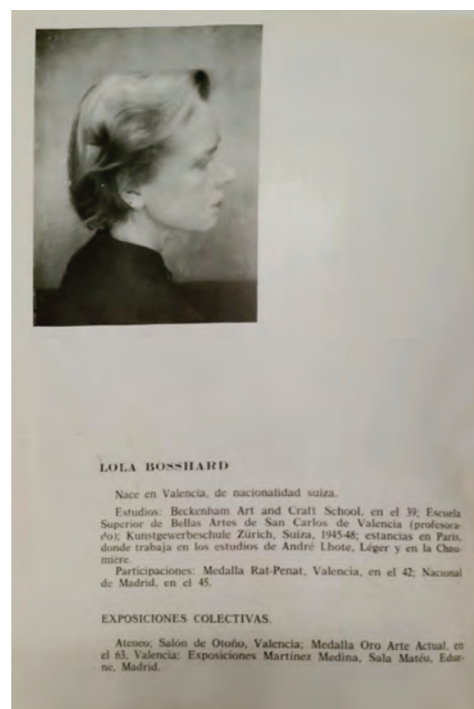 LOLA BOSSHARD
Nace en Valencia, de nacionalidad suiza.
Estudios: Beckenham Art and Craft School, en el 39; Escuela
Superior de Bellas Artes de San Carlos de Valencia (profesora-
do); Kunstgewerbeschule Zürich, Suiza, 1945-48; estancias en París,
donde trabaja en los estudios de André Lhote, Léger y en la Chau-
mière.
Participaciones: Medalla Rat-Penat, Valencia, en el 42; Nacional
de Madrid, en el 45.
EXPOSICIONES COLECTIVAS.
Ateneo; Salón de Otoño, Valencia; Medalla Oro Arte Actual, en
el 63, Valencia; Exposiciones Martínez Medina, Sala Matéu, Edur-
ne, Madrid.